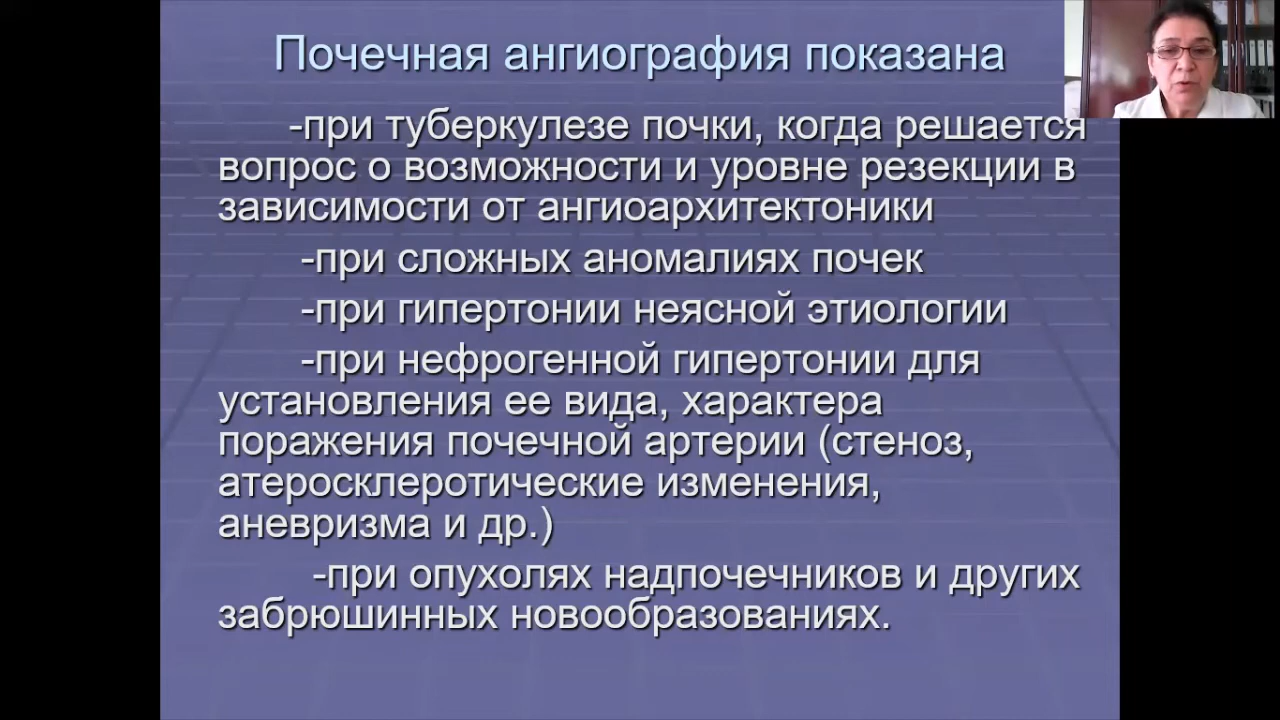 Почечная ангиография показана
-при туберкулезе почки, когда решается
вопрос о возможности и уровне резекции в
зависимости от ангиоархитектоники
-при сложных аномалиях почек
-при гипертонии неясной этиологии
-при нефрогенной гипертонии для
установления ее вида, характера
поражения почечной артерии (стеноз,
атеросклеротические изменения,
аневризма и др.)
-при опухолях надпочечников и других
забрюшинных новообразованиях.